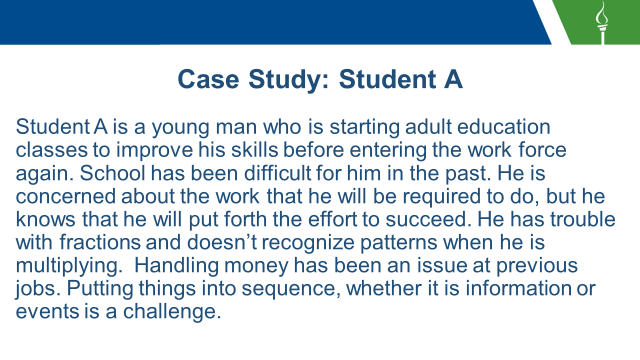 Case Study: Student A
Student A is a young man who is starting adult education
classes to improve his skills before entering the work force
again. School has been difficult for him in the past. He is
concerned about the work that he will be required to do, but he
knows that he will put forth the effort to succeed. He has trouble
with fractions and doesn’t recognize patterns when he is
multiplying.  Handling money has been an issue at previous
jobs. Putting things into sequence, whether it is information or
events is a challenge.